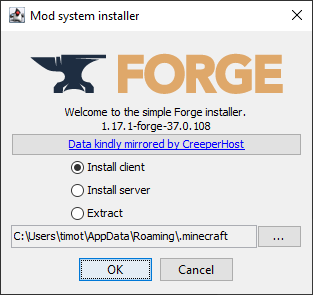 Mod system installer
FORGE
Welcome to the simple Forge installer.
1.17.1-forge-37.0.108
Data kindly mirrored by CreeperHost
Install client
Install server
Extract
C:\Users\timot\AppData\Roaming\.minecraft
...
OK
Cancel